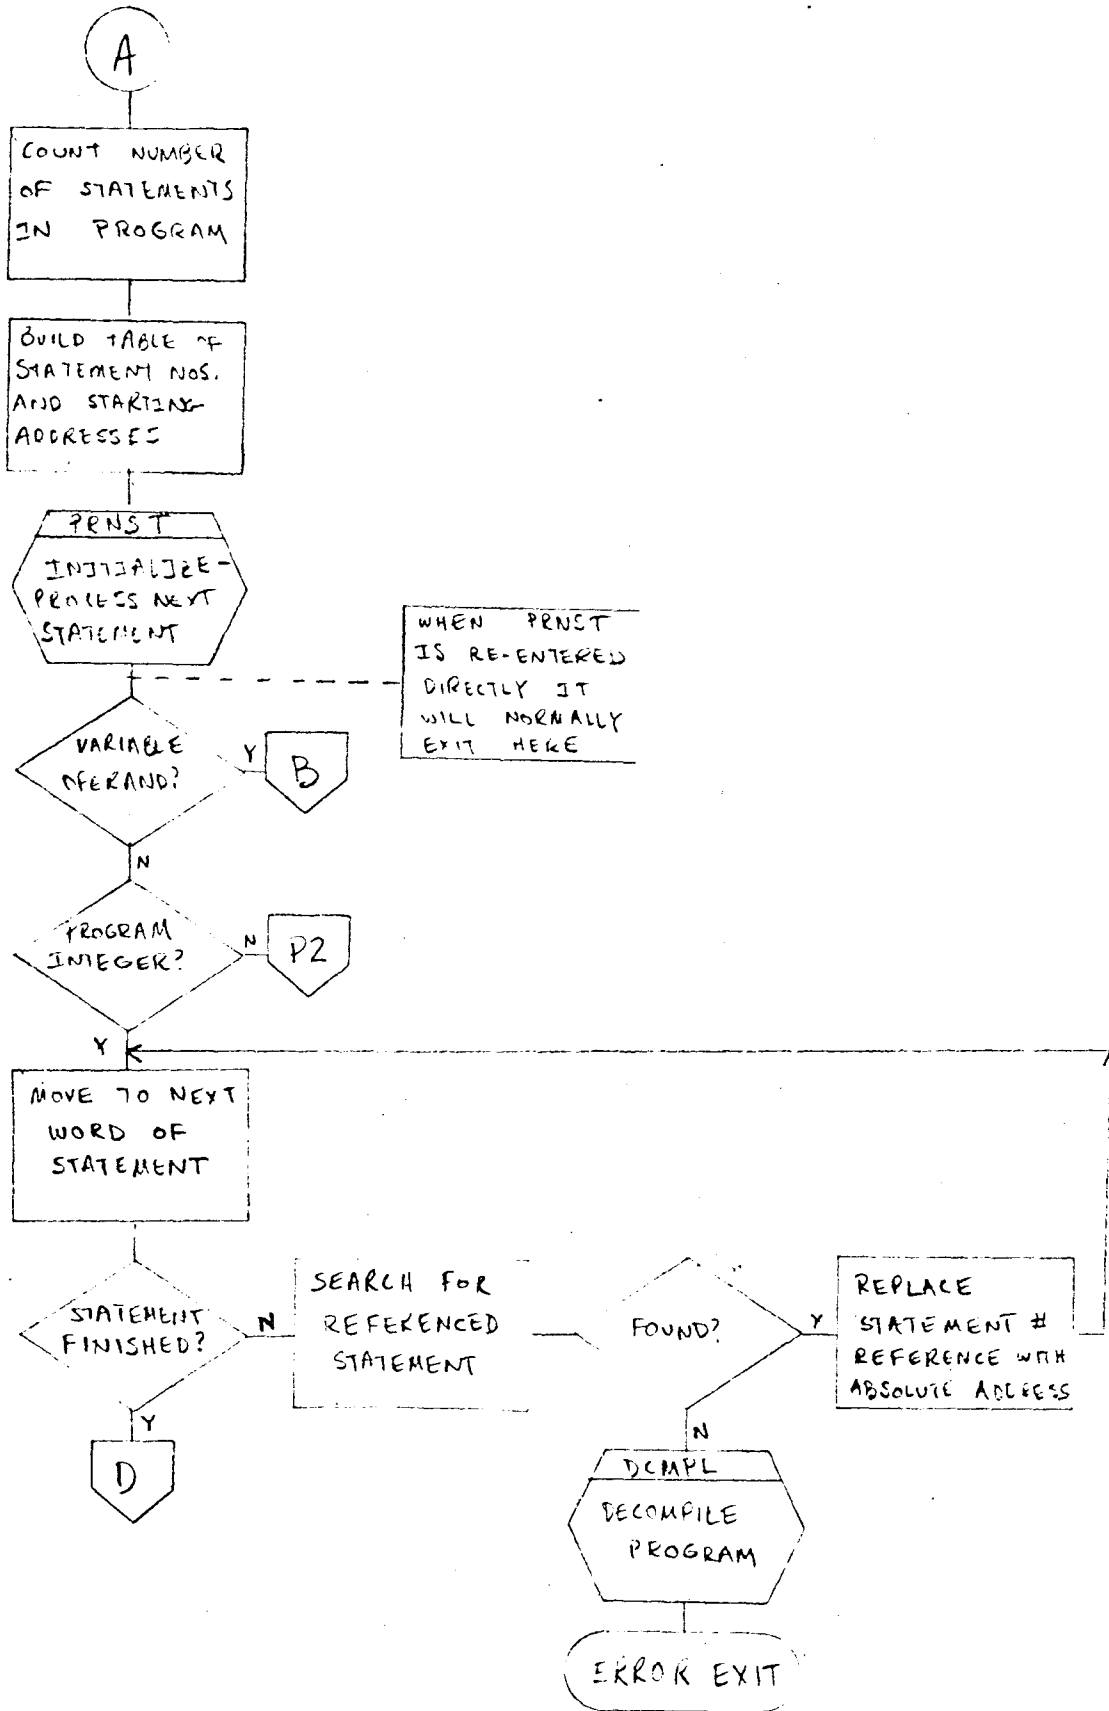 A
COUNT NUMBER
OF STATEMENTS
IN PROGRAM
BUILD TABLE OF
STATEMENT NOS.
AND STARTING
ADDRESSES
PRNST
INITIALIZE-
PROCESS NEXT
STATEMENT
WHEN PRNST
IS RE-ENTERED
DIRECTLY IT
WILL NORMALLY
EXIT HERE
VARIABLE
OPERAND?
Y
B
N
PROGRAM
INTEGER?
N
P2
Y
MOVE TO NEXT
WORD OF
STATEMENT
STATEMENT
FINISHED?
N
SEARCH FOR
REFERENCED
STATEMENT
FOUND?
Y
REPLACE
STATEMENT #
REFERENCE WITH
ABSOLUTE ADDRESS
Y
D
N
DCMPL
DECOMPILE
PROGRAM
ERROR EXIT